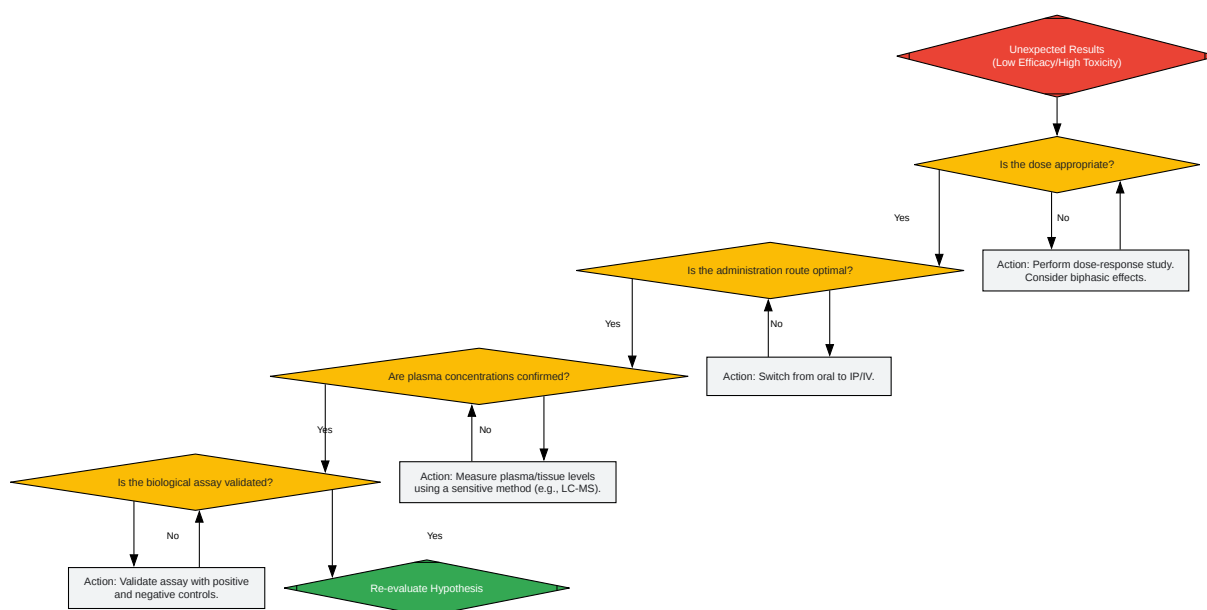 Unexpected Results
(Low Efficacy/High Toxicity)
Is the dose appropriate?
Yes
No
Action: Perform dose-response study.
Consider biphasic effects.
Is the administration route optimal?
Yes
No
Action: Switch from oral to IP/IV.
Are plasma concentrations confirmed?
Yes
No
Action: Measure plasma/tissue levels
using a sensitive method (e.g., LC-MS).
Is the biological assay validated?
No
Yes
Action: Validate assay with positive
and negative controls.
Re-evaluate Hypothesis